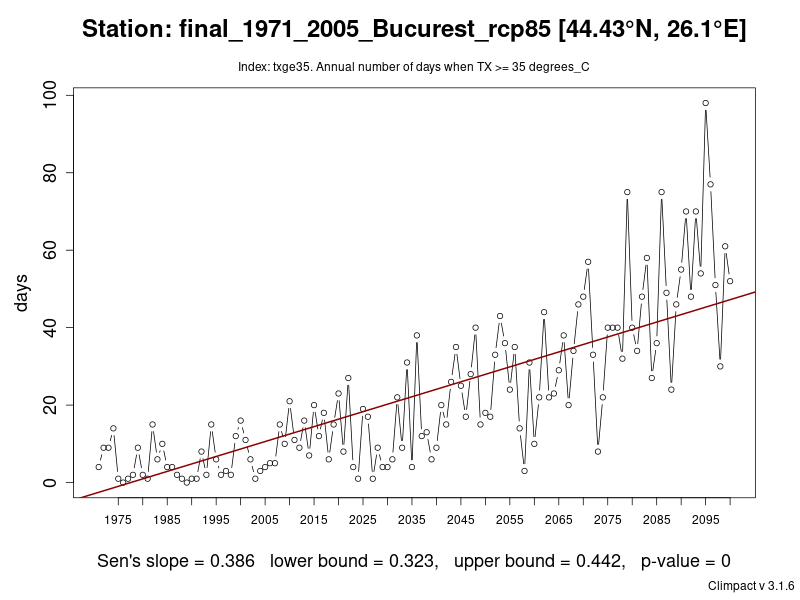 Station: final_1971_2005_Bucurest_rcp85 [44.43°N, 26.1°E]
Index: txge35. Annual number of days when TX >= 35 degrees_C
100
80
60
40
20
0
days
1975 1985 1995 2005 2015 2025 2035 2045 2055 2065 2075 2085 2095
Sen's slope = 0.386 lower bound = 0.323, upper bound = 0.442, p-value = 0
Climpact v 3.1.6